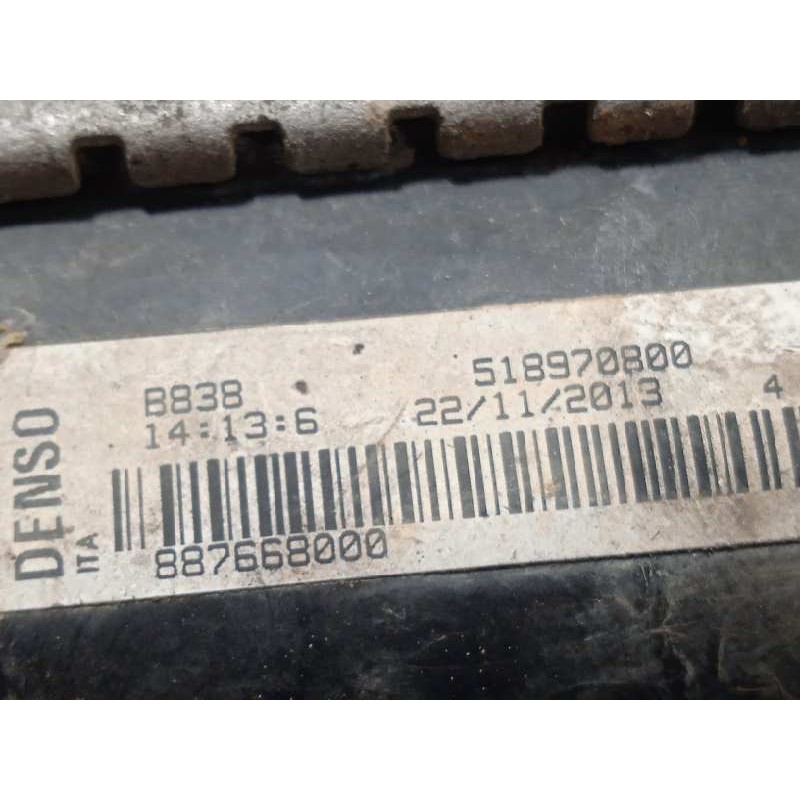 DENSO
ITA
B838 518970800
14:13:6 22/11/2013 4
887668000